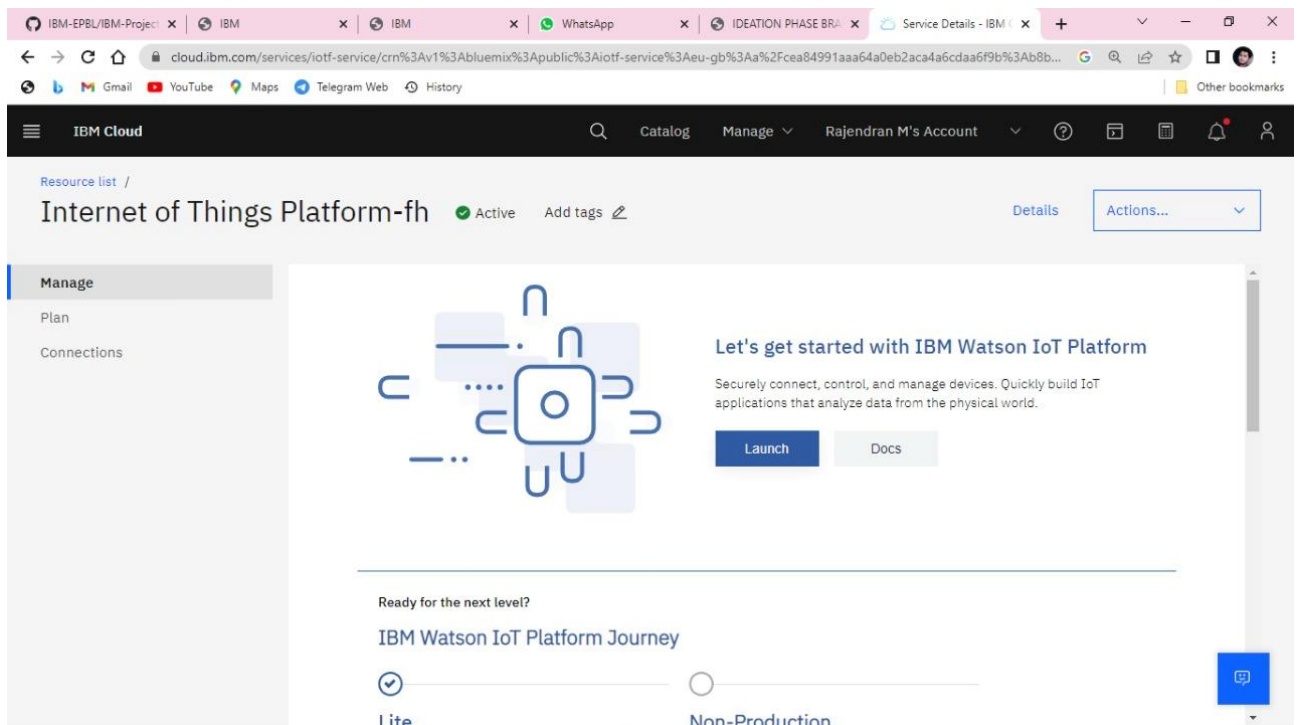 IBM-EPBL/IBM-Project
IBM
IBM
WhatsApp
IDEATION PHASE BRA
Service Details - IBM (
cloud.ibm.com/services/iotf-service/crn%3Av1%3Abluemix%3Apublic%3Aiotf-service%3Aeu-gb%3Aa%2Fcea84991aaa64a0eb2aca4a6cdaa6f9b%3Ab8b...
Gmail YouTube Maps Telegram Web History Other bookmarks
IBM Cloud Catalog Manage Rajendran M's Account
Resource list /
Internet of Things Platform-fh Active Add tags Details Actions...
Manage
Plan
Connections
Let's get started with IBM Watson IoT Platform
Securely connect, control, and manage devices. Quickly build IoT
applications that analyze data from the physical world.
Launch Docs
Ready for the next level?
IBM Watson IoT Platform Journey
Lite Non-Production